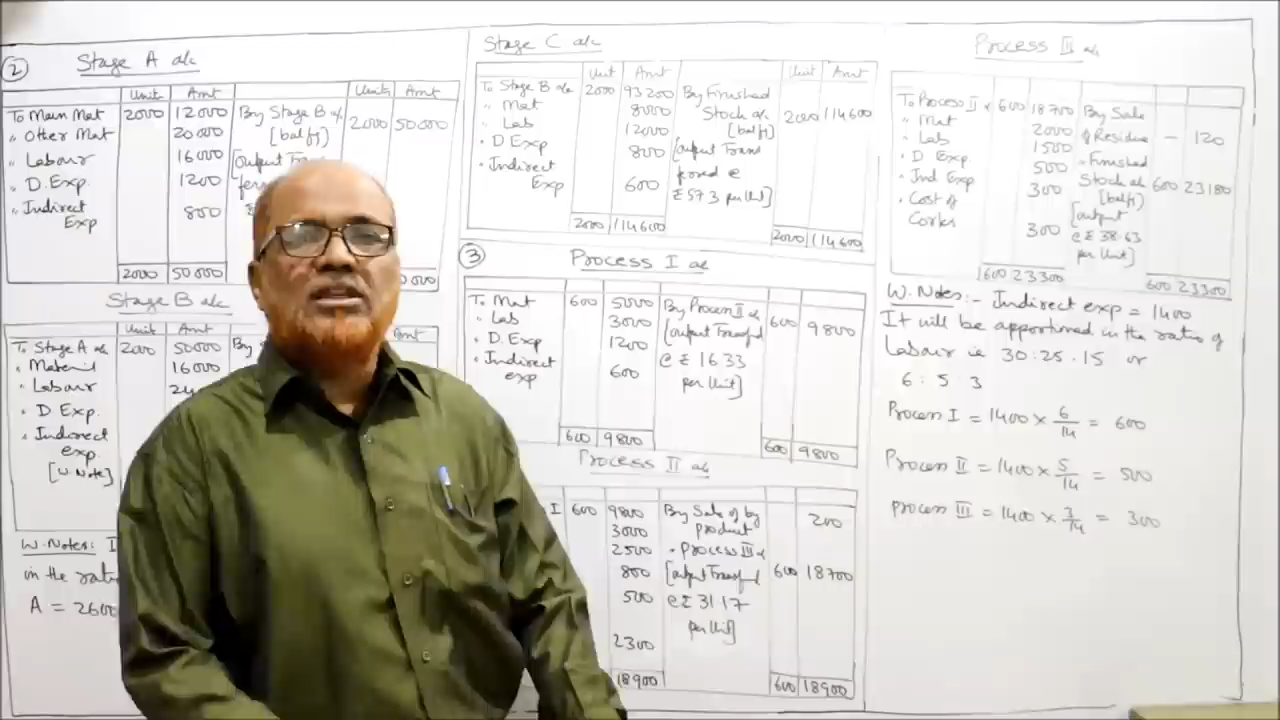 ② Stage A a/c
Units Amt Units Amt
To Main Mat 2000 12000 By Stage B a/c 2000 50000
" Other Mat 20000 [bal/f]
" Labour 16000 [output Tran
" D. Exp. 1200 fer
" Indirect 800
Exp
2000 50000
Stage B a/c
Units Amt Amt
To Stage A a/c 2000 50000 By
" Material 16000
" Labour
" D Exp.
" Indirect
exp.
[W.Note]
W.Notes:
in the ratio
A = 2600
Stage C a/c
Unit Amt Unit Amt
To Stage B a/c 2000 93200 By Finished
" Mat 8000 Stock a/c 2000 114600
" Lab 12000 [bal/f]
" D Exp 800 [output Trans
" Indirect 600 ferred @
Exp ₤ 57.3 per Unit]
2000 114600 2000 114600
③ Process I a/c
To Mat 600 5000 By Process II a/c 600 9800
" Lab 3000 [output Transfd
" D. Exp 1200 @ ₤ 16.33
" Indirect 600 per Unit]
exp
600 9800 600 9800
Process II a/c
I 600 9800 By Sale of by 200
3000 product
2500 " Process III a/c
800 [output Transfd 600 18700
500 @ ₤ 31.17
2300 per Unit]
18900 600 18900
Process III a/c
To Process II a/c 600 18700 By Sale
" Mat 2000 of Residue — 120
" Lab 1500 " Finished
" D Exp 500 Stock a/c 600 23180
" Ind Exp 300 [bal/f]
" Cost of [output
Corks 300 @ ₤ 38.63
per Unit]
600 23300 600 23300
W.Notes:- Indirect exp = 1400
It will be apportioned in the ratio of
Labour ie 30:25:15 or
6 : 5 : 3
Process I = 1400 × 6/14 = 600
Process II = 1400 × 5/14 = 500
Process III = 1400 × 3/14 = 300